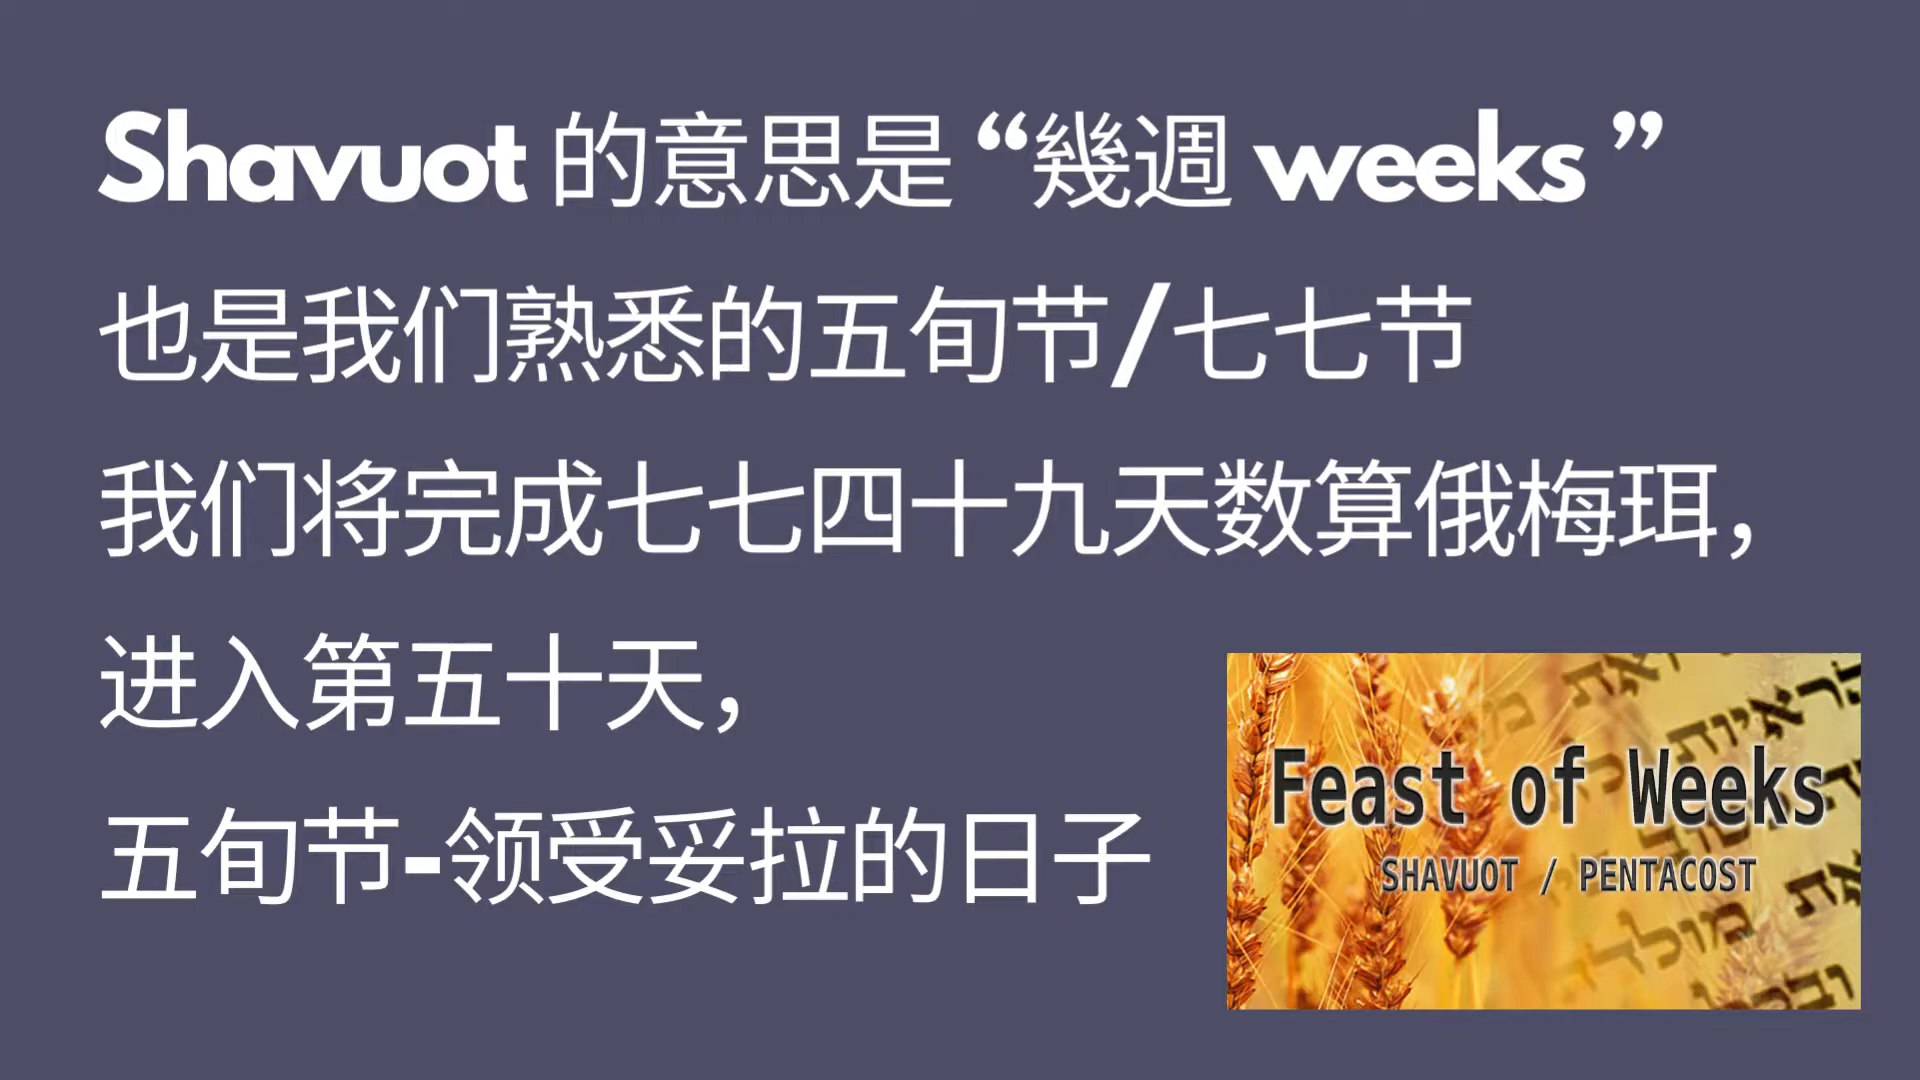 Shavuot 的意思是 “幾週 weeks ”
也是我们熟悉的五旬节/七七节
我们将完成七七四十九天数算俄梅珥，
进入第五十天，
五旬节-领受妥拉的日子
Feast of Weeks
SHAVUOT / PENTACOST